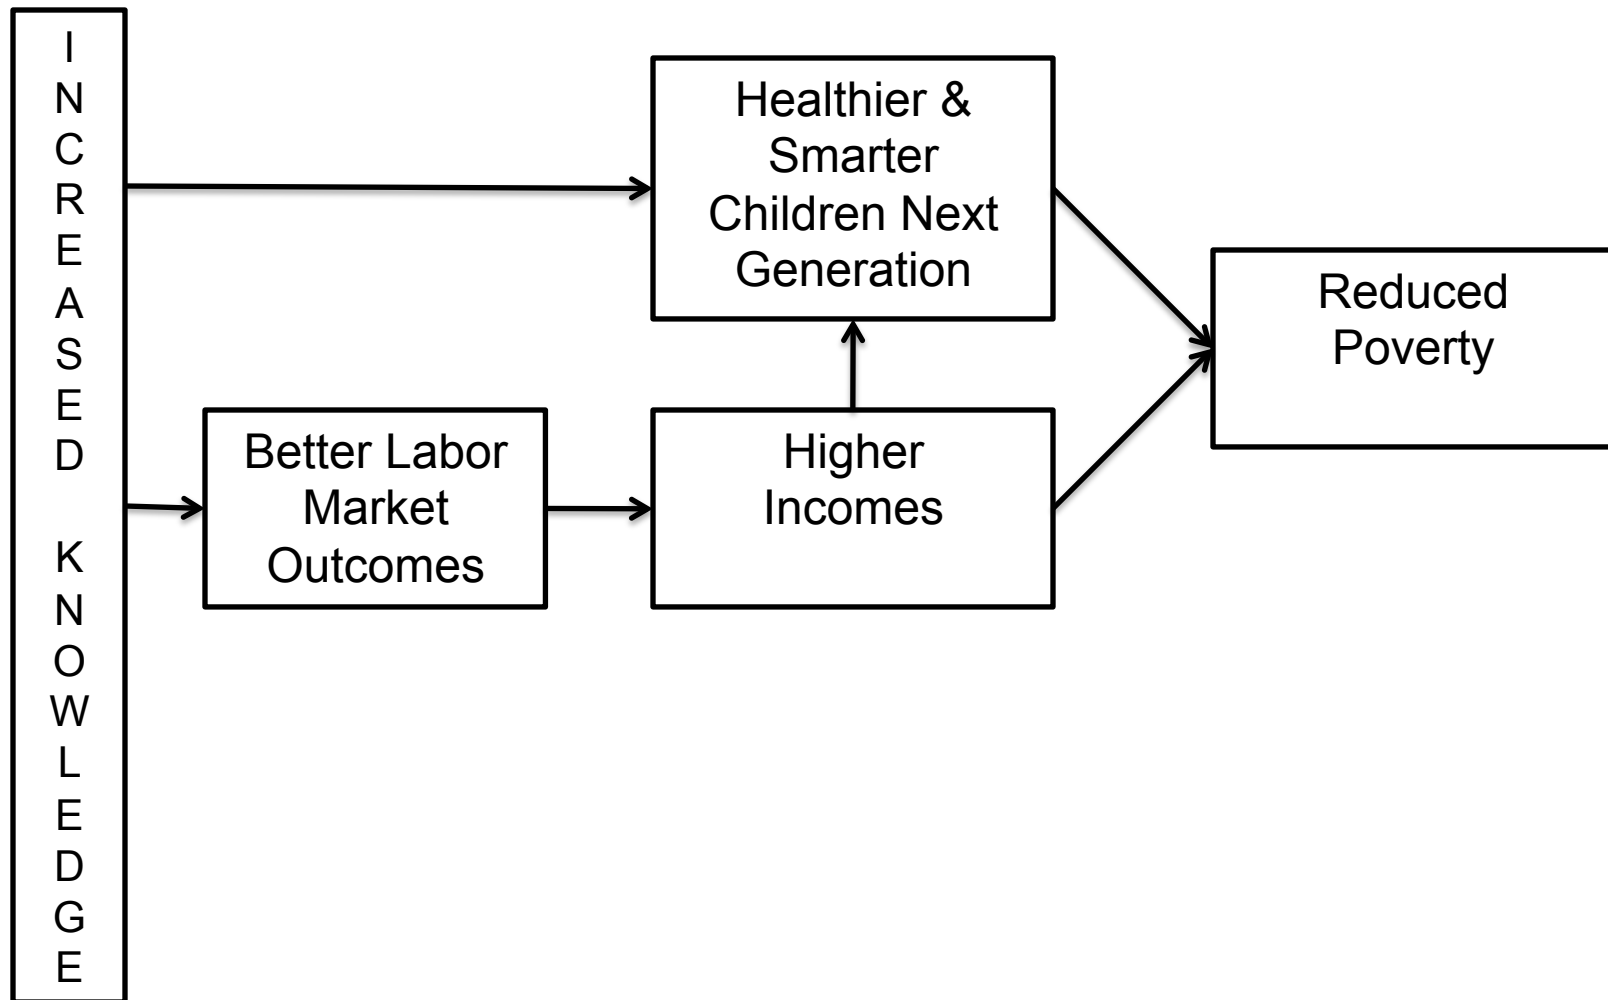 I
N
C
R
E
A
S
E
D
K
N
O
W
L
E
D
G
E
Healthier &
Smarter
Children Next
Generation
Better Labor
Market
Outcomes
Higher
Incomes
Reduced
Poverty